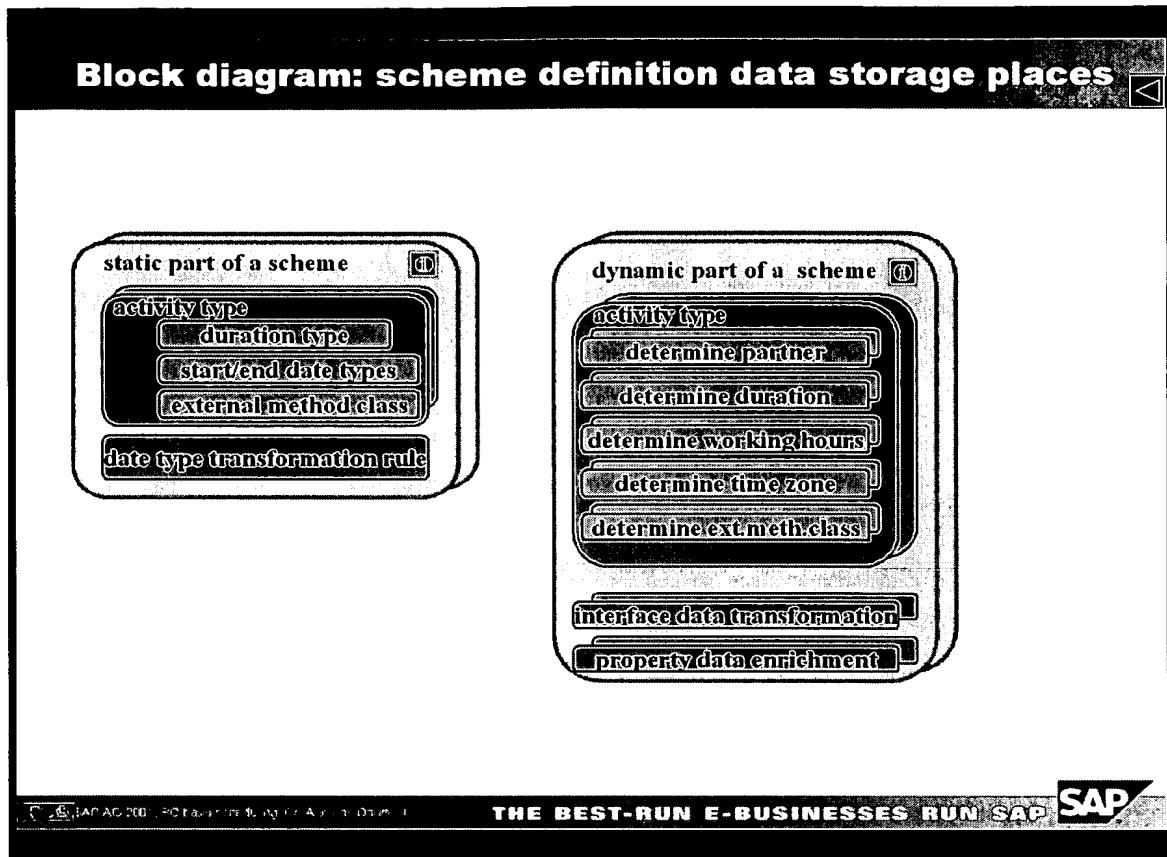 Block diagram: scheme definition data storage places
static part of a scheme
activity type
duration type
start/end date types
external method class
date type transformation rule
dynamic part of a scheme
activity type
determine partner
determine duration
determine working hours
determine time zone
determine ext.meth.class
interface data transformation
property data enrichment
THE BEST-RUN E-BUSINESSES RUN SAP
SAP